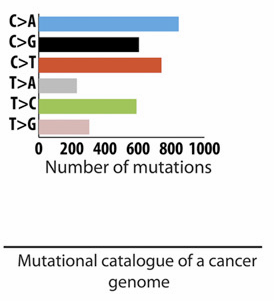 C>A
C>G
C>T
T>A
T>C
T>G
0 200 400 600 800 1000
Number of mutations
Mutational catalogue of a cancer
genome